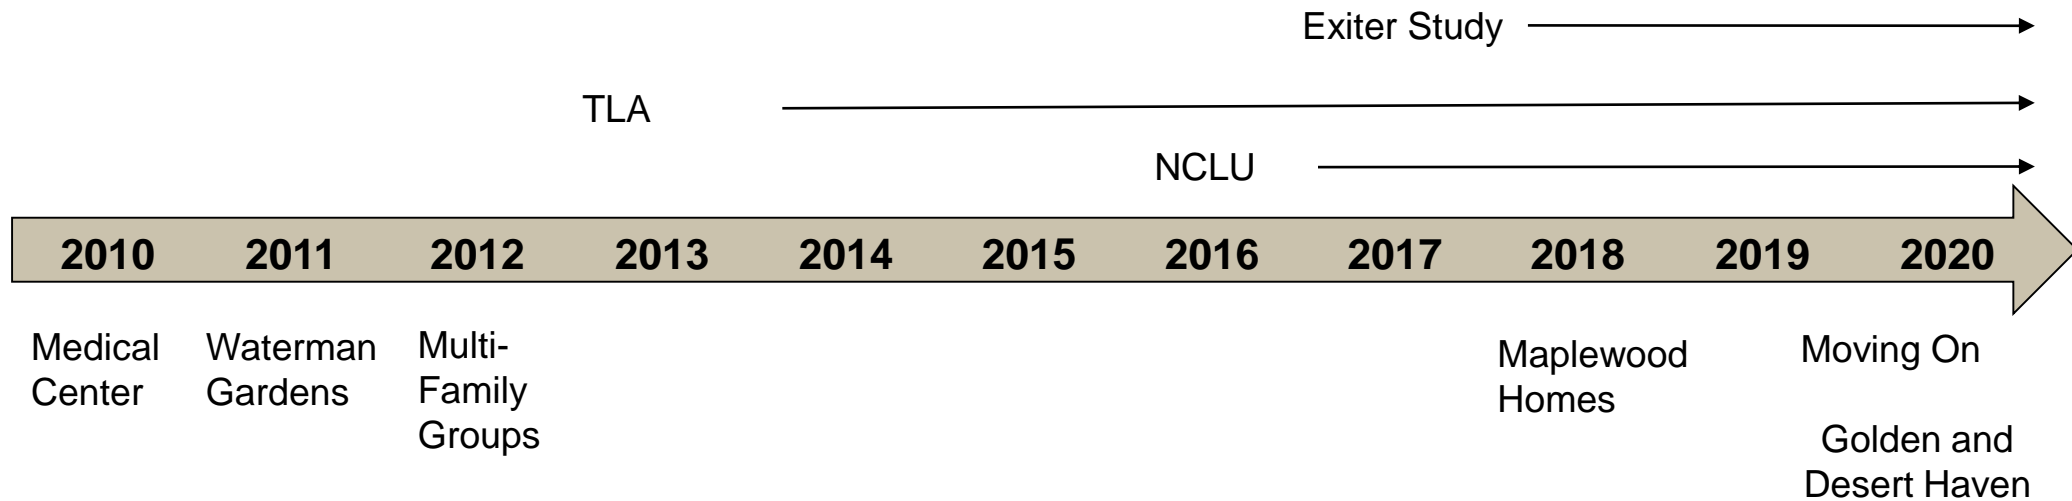 Exiter Study
TLA
NCLU
2010 2011 2012 2013 2014 2015 2016 2017 2018 2019 2020
Medical
Center
Waterman
Gardens
Multi-
Family
Groups
Maplewood
Homes
Moving On
Golden and
Desert Haven